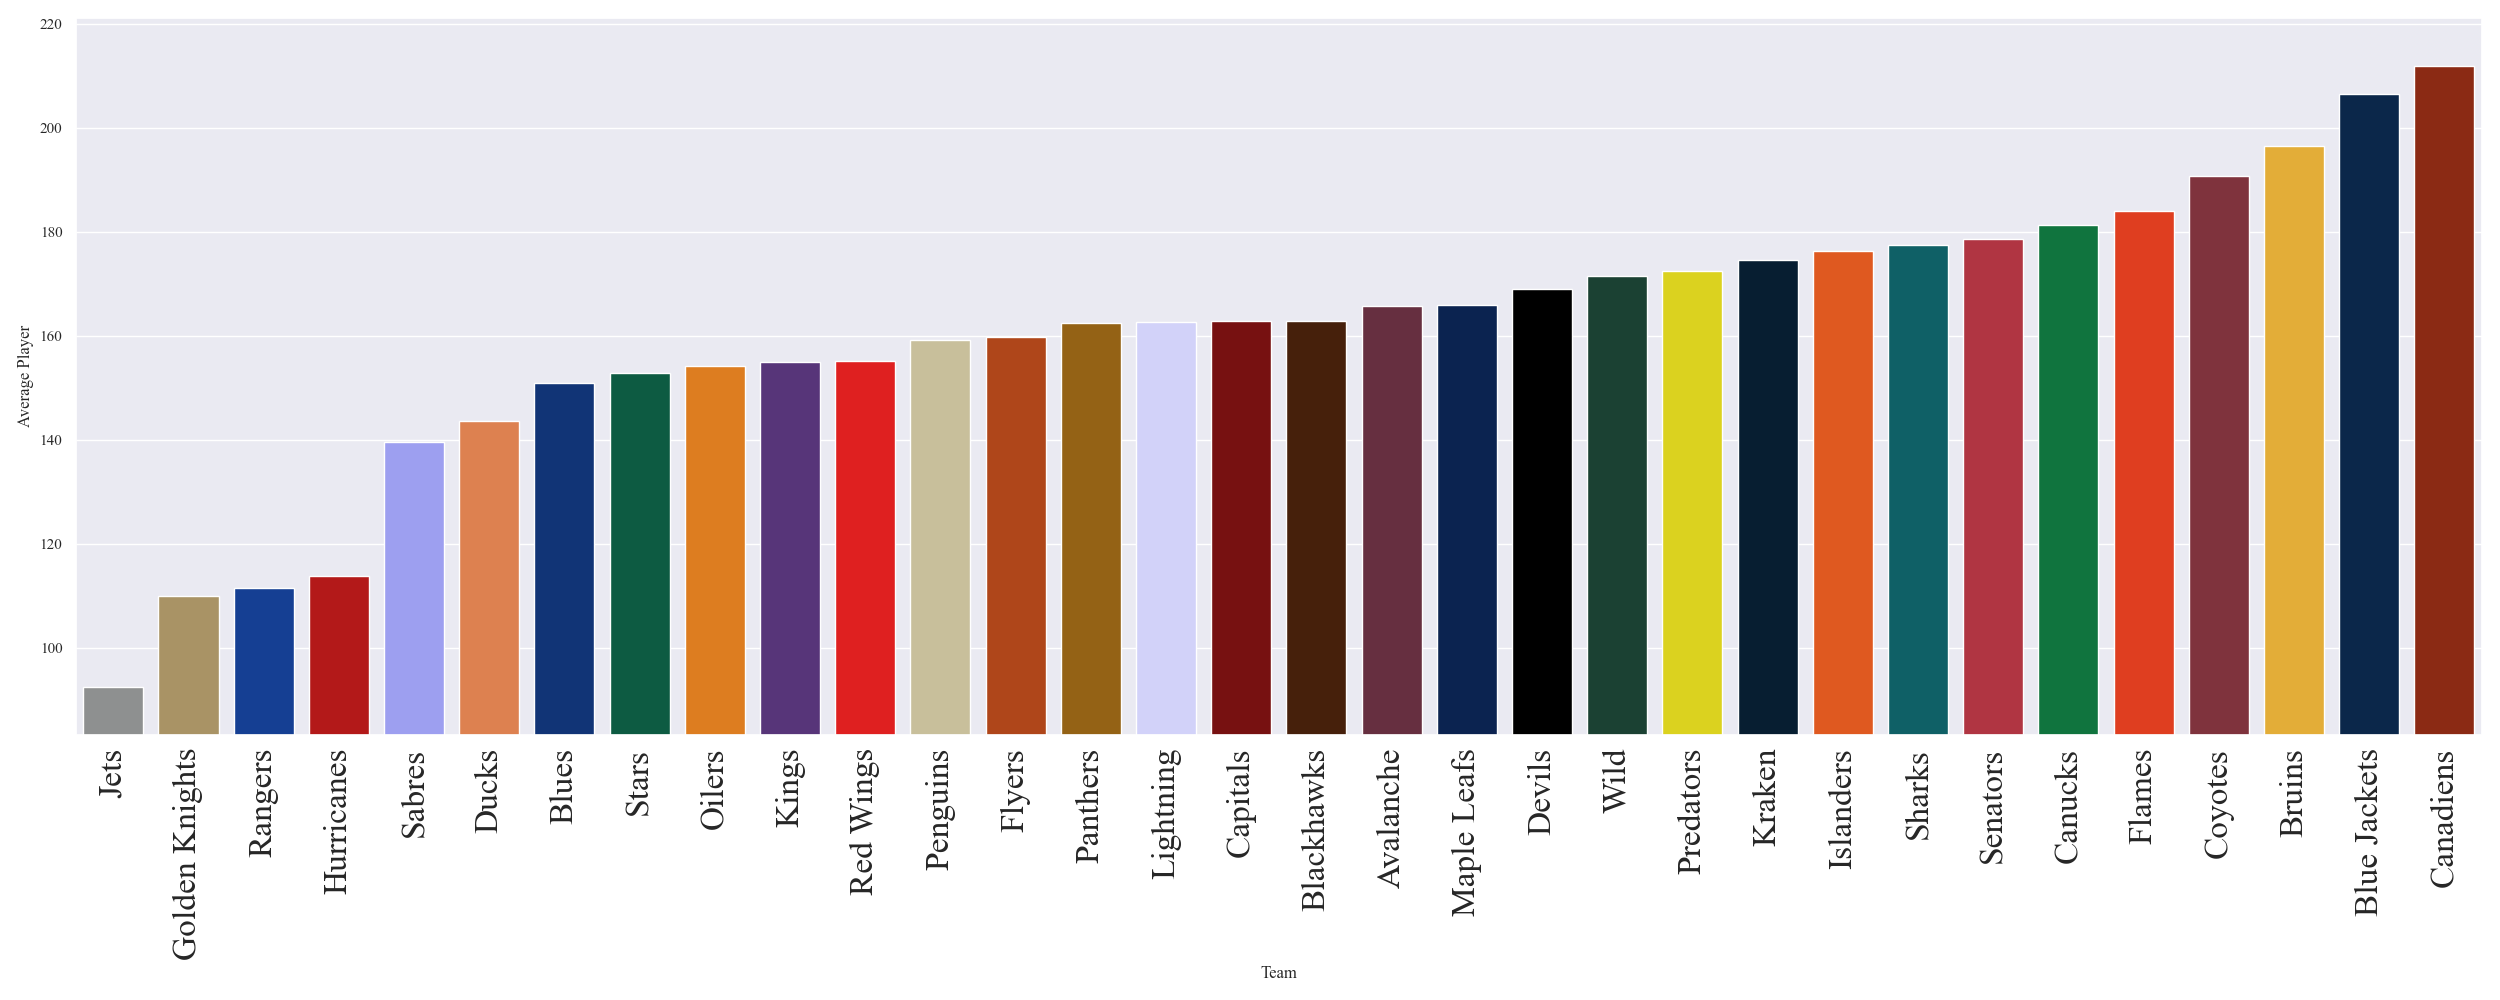 220
200
180
160
140
120
100
Average Player
Jets
Golden Knights
Rangers
Hurricanes
Sabres
Ducks
Blues
Stars
Oilers
Kings
Red Wings
Penguins
Flyers
Panthers
Lightning
Capitals
Blackhawks
Avalanche
Maple Leafs
Devils
Wild
Predators
Kraken
Islanders
Sharks
Senators
Canucks
Flames
Coyotes
Bruins
Blue Jackets
Canadiens
Team